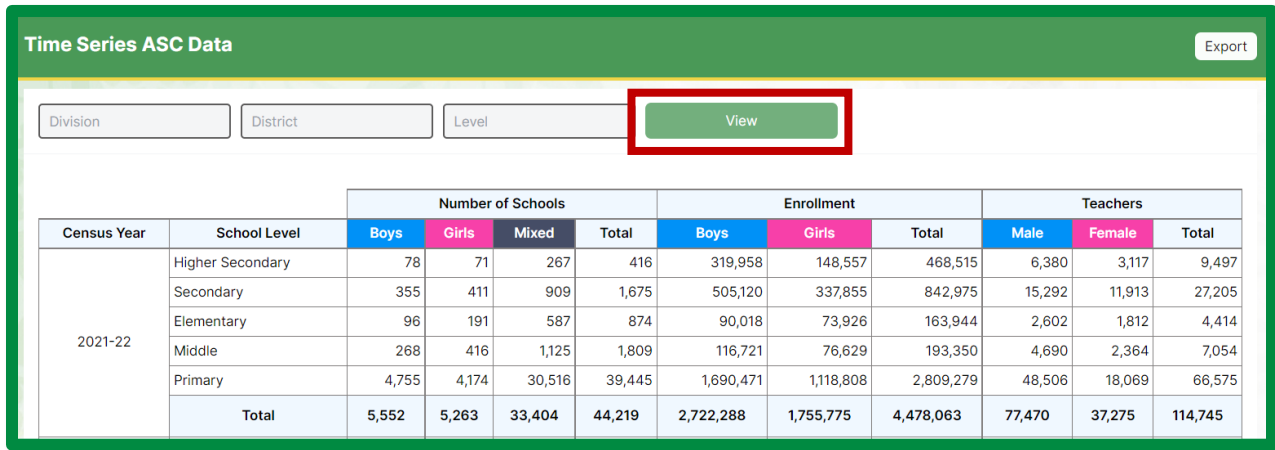 Time Series ASC Data
Export
Division District Level View
Number of Schools Enrollment Teachers
Census Year School Level Boys Girls Mixed Total Boys Girls Total Male Female Total
Higher Secondary 78 71 267 416 319,958 148,557 468,515 6,380 3,117 9,497
Secondary 355 411 909 1,675 505,120 337,855 842,975 15,292 11,913 27,205
Elementary 96 191 587 874 90,018 73,926 163,944 2,602 1,812 4,414
2021-22
Middle 268 416 1,125 1,809 116,721 76,629 193,350 4,690 2,364 7,054
Primary 4,755 4,174 30,516 39,445 1,690,471 1,118,808 2,809,279 48,506 18,069 66,575
Total 5,552 5,263 33,404 44,219 2,722,288 1,755,775 4,478,063 77,470 37,275 114,745